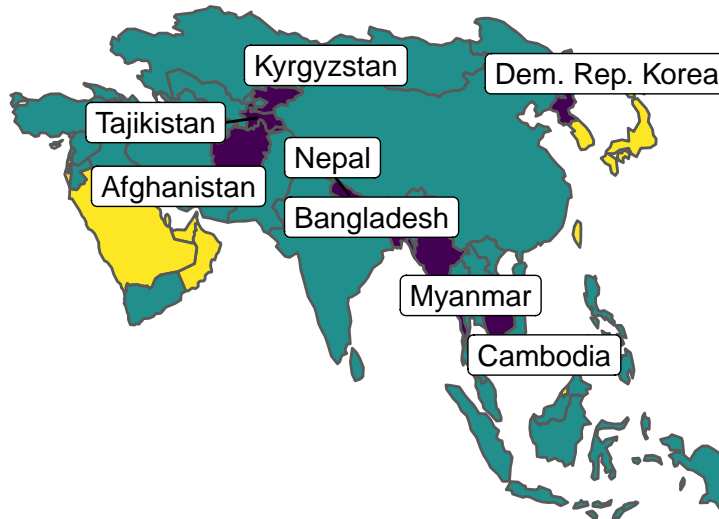 Kyrgyzstan
Dem. Rep. Korea
Tajikistan
Nepal
Afghanistan
Bangladesh
Myanmar
Cambodia